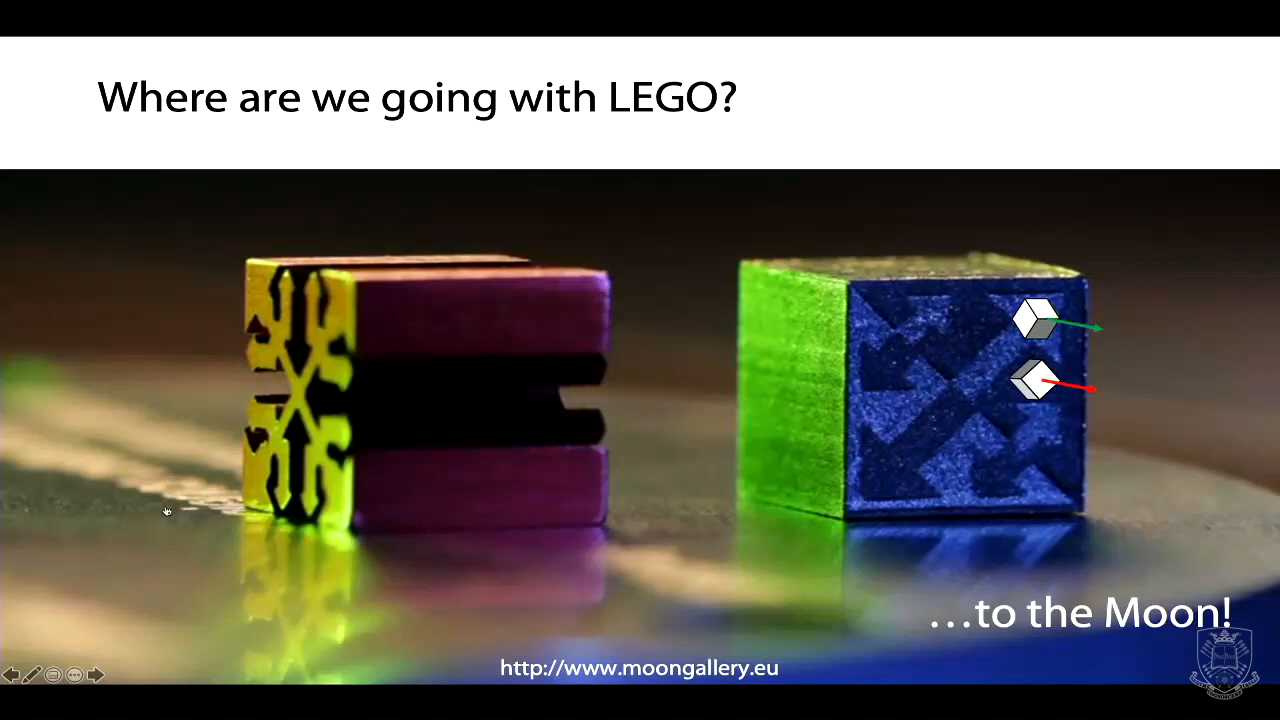 Where are we going with LEGO?
…to the Moon!
http://www.moongallery.eu